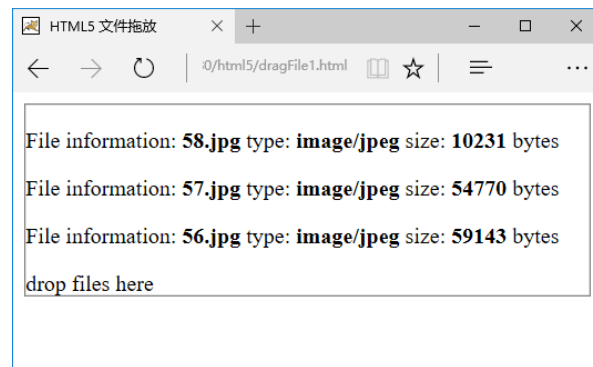 HTML5 文件拖放
:0/html5/dragFile1.html
File information: 58.jpg type: image/jpeg size: 10231 bytes
File information: 57.jpg type: image/jpeg size: 54770 bytes
File information: 56.jpg type: image/jpeg size: 59143 bytes
drop files here